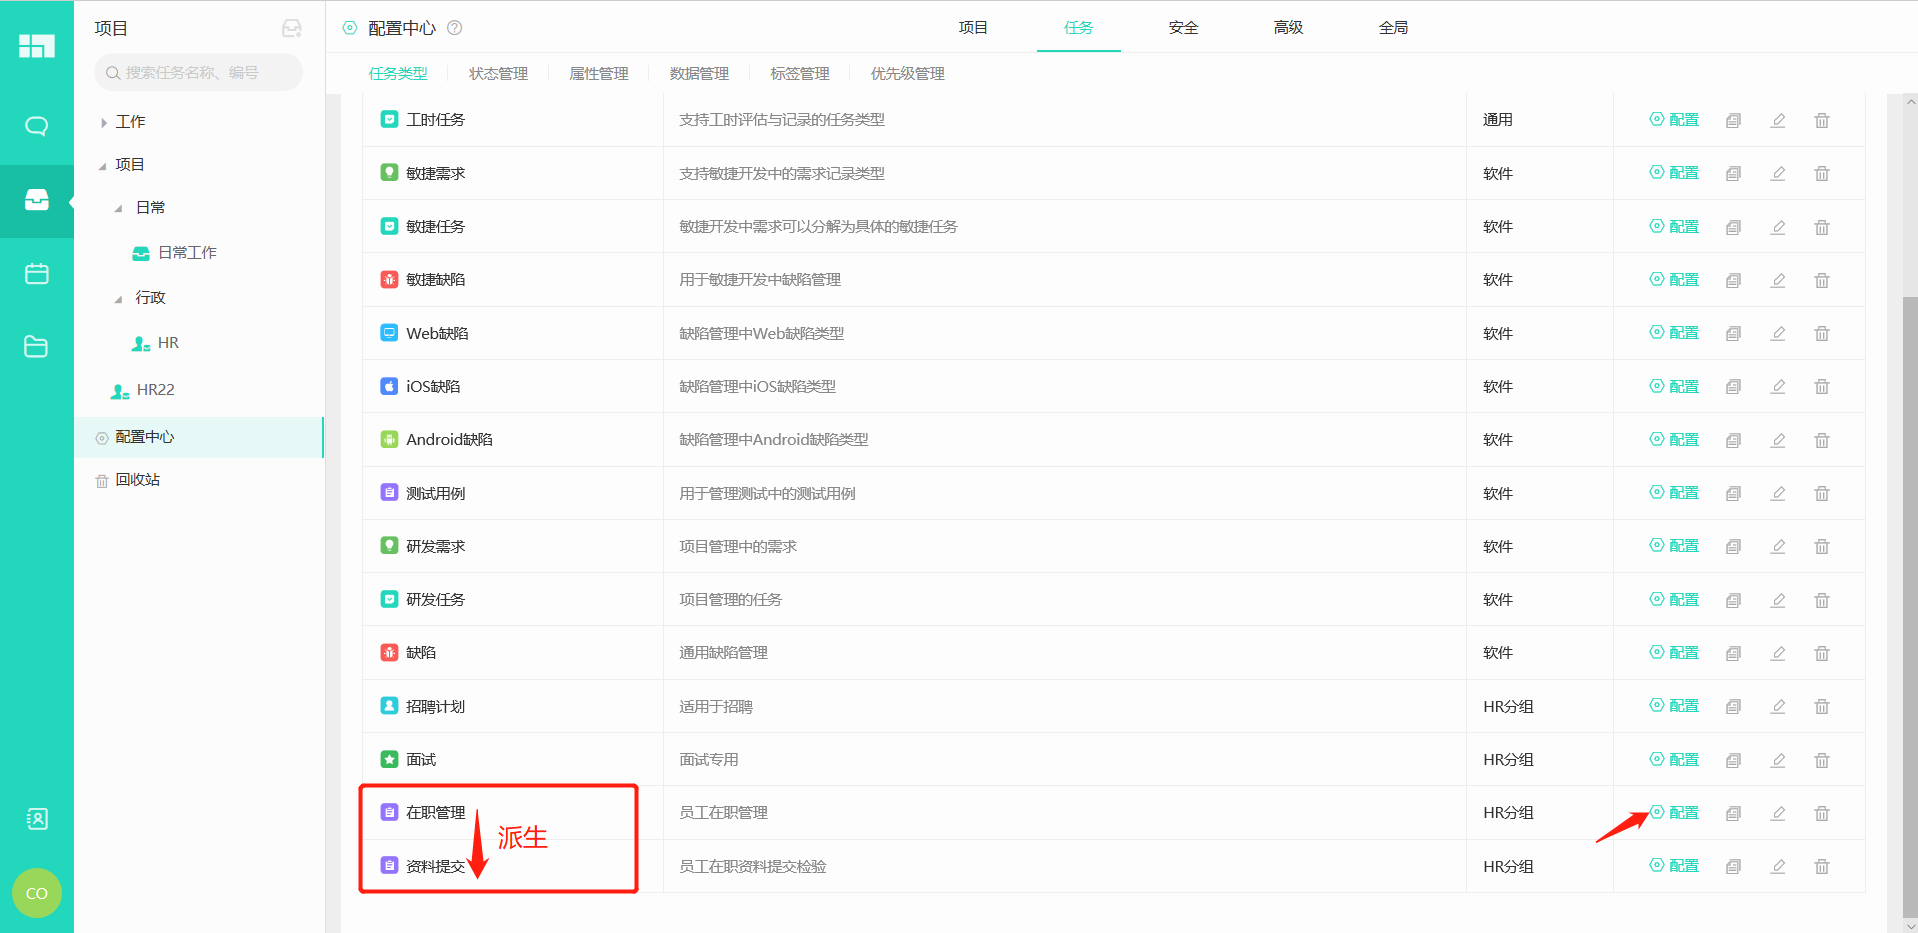 项目
搜索任务名称、编号
工作
项目
日常
日常工作
行政
HR
HR22
配置中心
回收站
CO
配置中心
项目 任务 安全 高级 全局
任务类型 状态管理 属性管理 数据管理 标签管理 优先级管理
工时任务 支持工时评估与记录的任务类型 通用 配置
敏捷需求 支持敏捷开发中的需求记录类型 软件 配置
敏捷任务 敏捷开发中需求可以分解为具体的敏捷任务 软件 配置
敏捷缺陷 用于敏捷开发中缺陷管理 软件 配置
Web缺陷 缺陷管理中Web缺陷类型 软件 配置
iOS缺陷 缺陷管理中iOS缺陷类型 软件 配置
Android缺陷 缺陷管理中Android缺陷类型 软件 配置
测试用例 用于管理测试中的测试用例 软件 配置
研发需求 项目管理中的需求 软件 配置
研发任务 项目管理的任务 软件 配置
缺陷 通用缺陷管理 软件 配置
招聘计划 适用于招聘 HR分组 配置
面试 面试专用 HR分组 配置
在职管理 员工在职管理 HR分组 配置
派生
资料提交 员工在职资料提交检验 HR分组 配置